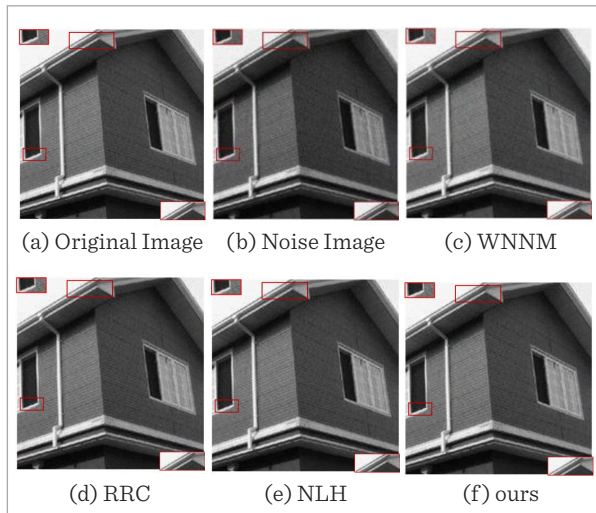 (a) Original Image
(b) Noise Image
(c) WNNM
(d) RRC
(e) NLH
(f) ours